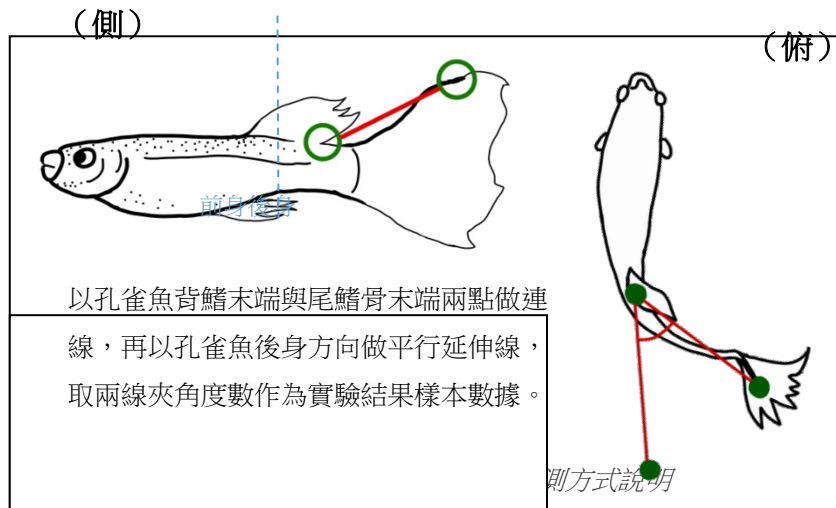 （側）
（俯）
前身後身
以孔雀魚背鰭末端與尾鰭骨末端兩點做連
線，再以孔雀魚後身方向做平行延伸線，
取兩線夾角度數作為實驗結果樣本數據。
測方式說明